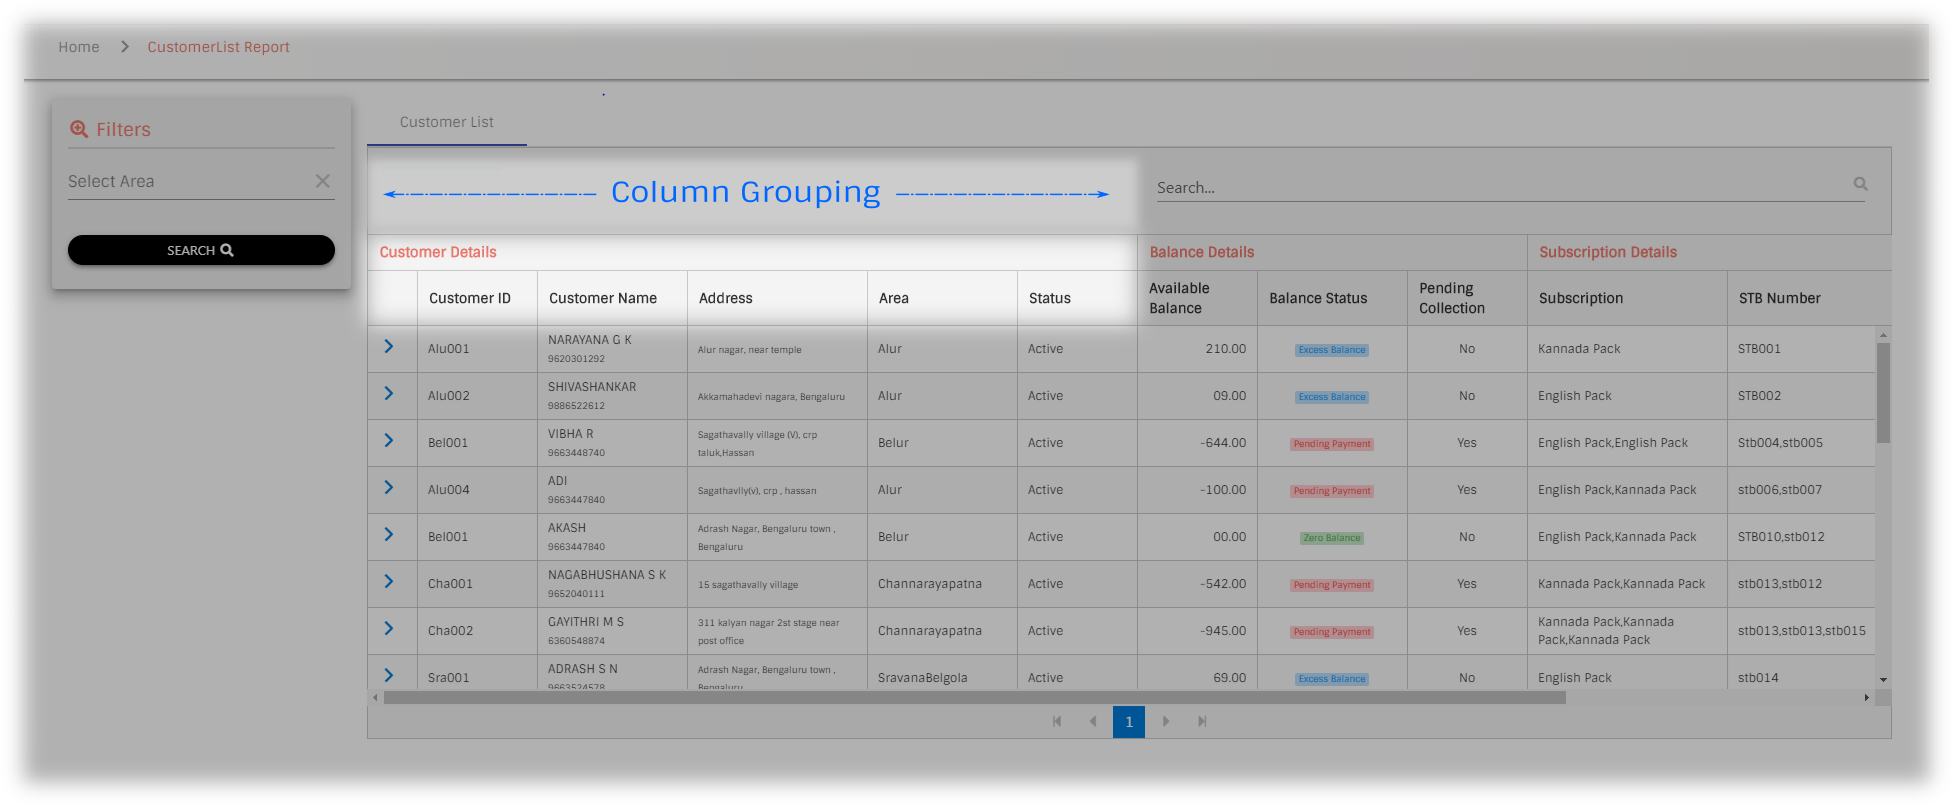 Home > CustomerList Report
Filters
Select Area
SEARCH
Customer List
Column Grouping
Search...
Customer Details Balance Details Subscription Details
Customer ID Customer Name Address Area Status Available Balance Balance Status Pending Collection Subscription STB Number
Alu001 NARAYANA G K 9620301292 Alur nagar, near temple Alur Active 210.00 Excess Balance No Kannada Pack STB001
Alu002 SHIVASHANKAR 9886522612 Akkamahadevi nagara, Bengaluru Alur Active 09.00 Excess Balance No English Pack STB002
Bel001 VIBHA R 9663448740 Sagathavally village (V), crp taluk,Hassan Belur Active -644.00 Pending Payment Yes English Pack,English Pack Stb004,stb005
Alu004 ADI 9663447840 Sagathavlly(v), crp , hassan Alur Active -100.00 Pending Payment Yes English Pack,Kannada Pack stb006,stb007
Bel001 AKASH 9663447840 Adrash Nagar, Bengaluru town , Bengaluru Belur Active 00.00 Zero Balance No English Pack,Kannada Pack STB010,stb012
Cha001 NAGABHUSHANA S K 9652040111 15 sagathavally village Channarayapatna Active -542.00 Pending Payment Yes Kannada Pack,Kannada Pack stb013,stb012
Cha002 GAYITHRI M S 6360548874 311 kalyan nagar 2st stage near post office Channarayapatna Active -945.00 Pending Payment Yes Kannada Pack,Kannada Pack,Kannada Pack stb013,stb013,stb015
Sra001 ADRASH S N 9663524578 Adrash Nagar, Bengaluru town , Bengaluru SravanaBelgola Active 69.00 Excess Balance No English Pack stb014
1